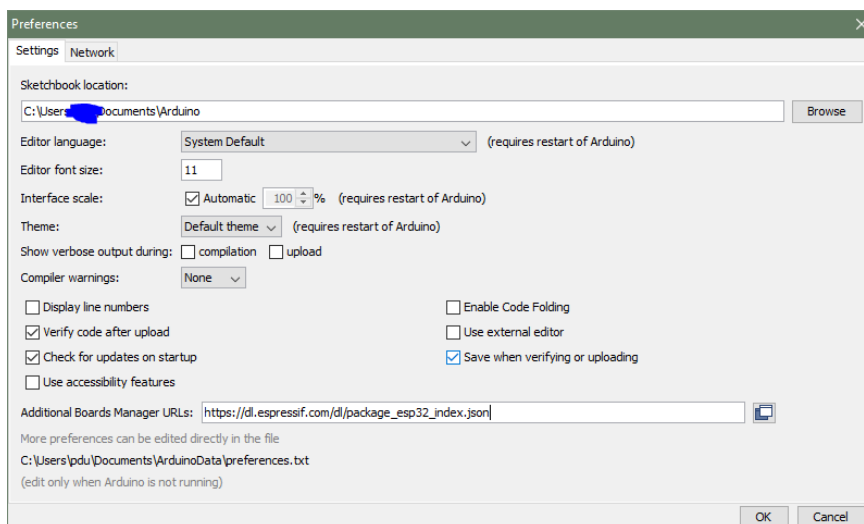 Preferences
Settings Network
Sketchbook location:
C:\Users Documents\Arduino Browse
Editor language: System Default (requires restart of Arduino)
Editor font size: 11
Interface scale: Automatic 100 % (requires restart of Arduino)
Theme: Default theme (requires restart of Arduino)
Show verbose output during: compilation upload
Compiler warnings: None
Display line numbers Enable Code Folding
Verify code after upload Use external editor
Check for updates on startup Save when verifying or uploading
Use accessibility features
Additional Boards Manager URLs: https://dl.espressif.com/dl/package_esp32_index.json
More preferences can be edited directly in the file
C:\Users\pdu\Documents\ArduinoData\preferences.txt
(edit only when Arduino is not running)
OK Cancel